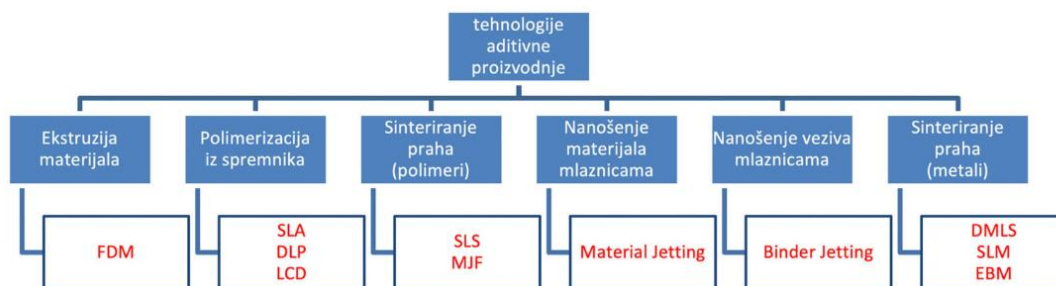 tehnologije
aditivne
proizvodnje
Ekstruzija
materijala
Polimerizacija
iz spremnika
Sinteriranje
praha
(polimeri)
Nanošenje
materijala
mlaznicama
Nanošenje veziva
mlaznicama
Sinteriranje
praha
(metali)
FDM
SLA
DLP
LCD
SLS
MJF
Material Jetting
Binder Jetting
DMLS
SLM
EBM